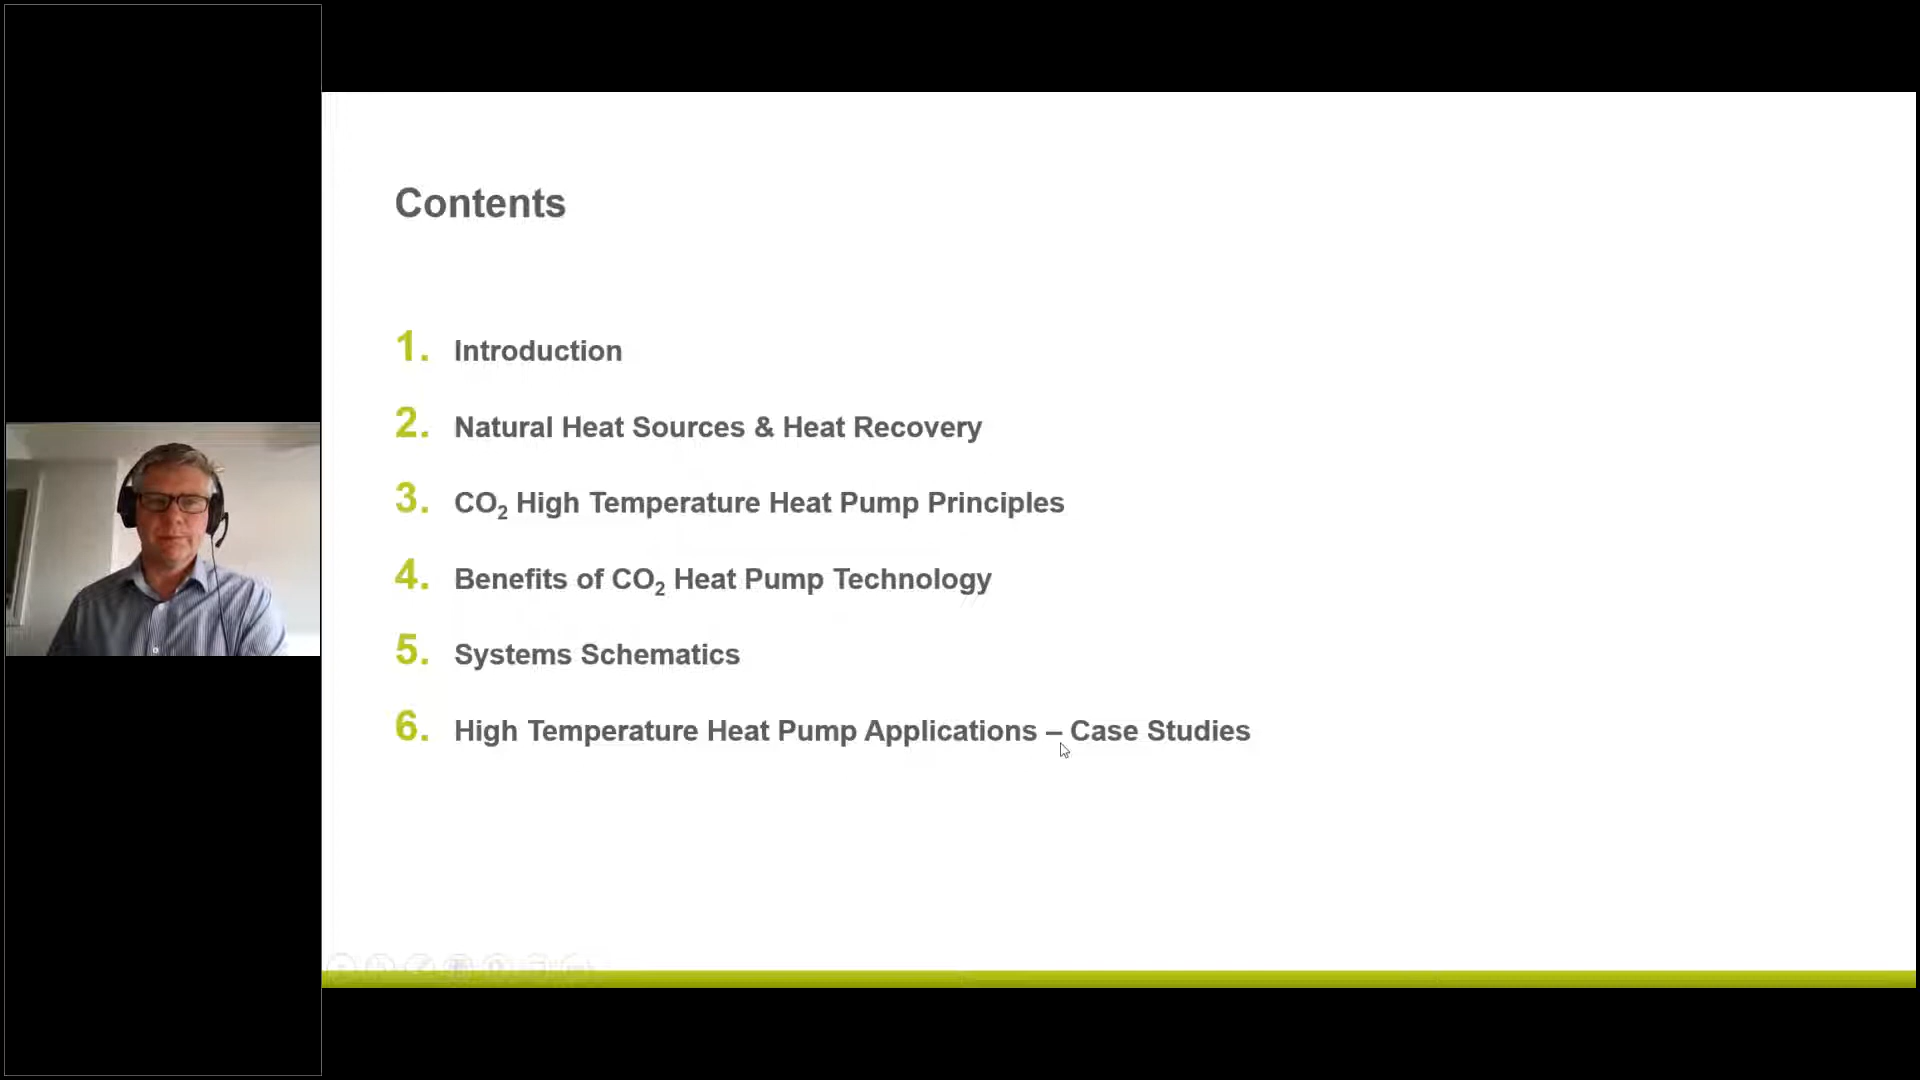 Contents
1. Introduction
2. Natural Heat Sources & Heat Recovery
3. CO₂ High Temperature Heat Pump Principles
4. Benefits of CO₂ Heat Pump Technology
5. Systems Schematics
6. High Temperature Heat Pump Applications – Case Studies